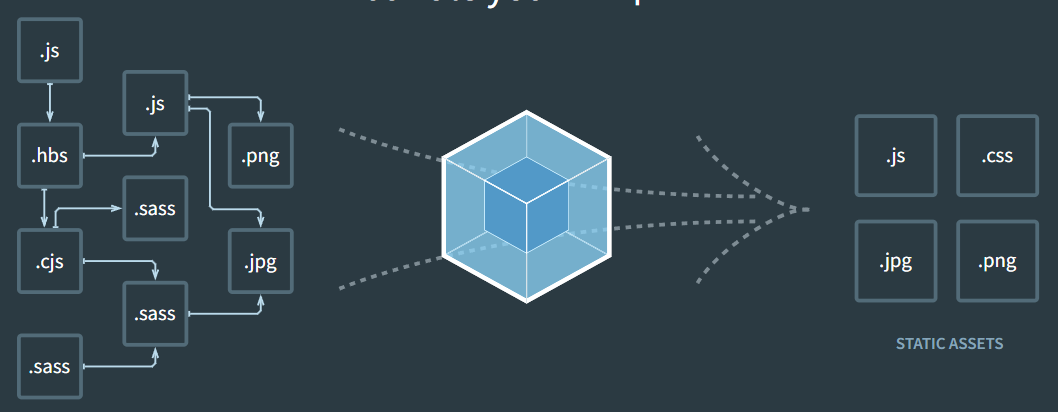 .js
.js
.hbs
.png
.sass
.cjs
.jpg
.sass
.sass
.js
.css
.jpg
.png
STATIC ASSETS